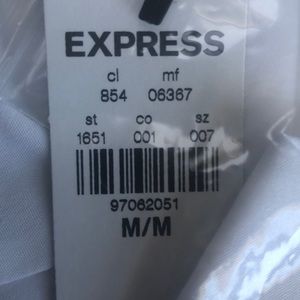 EXPRESS
cl mf
854 06367
st co sz
1651 001 007
97062051
M/M